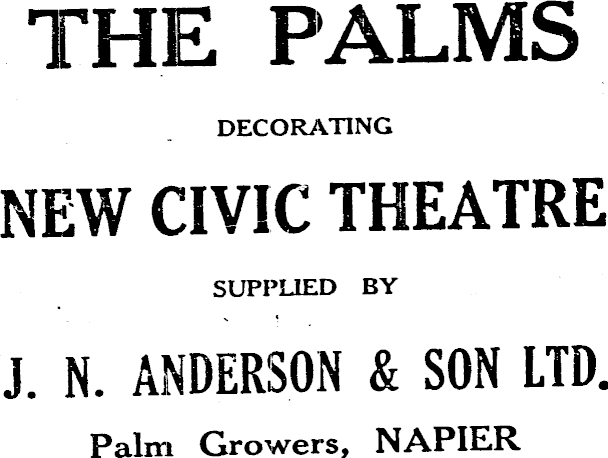 THE PALMS
DECORATING
NEW CIVIC THEATRE
SUPPLIED BY
J. N. ANDERSON & SON LTD.
Palm Growers, NAPIER